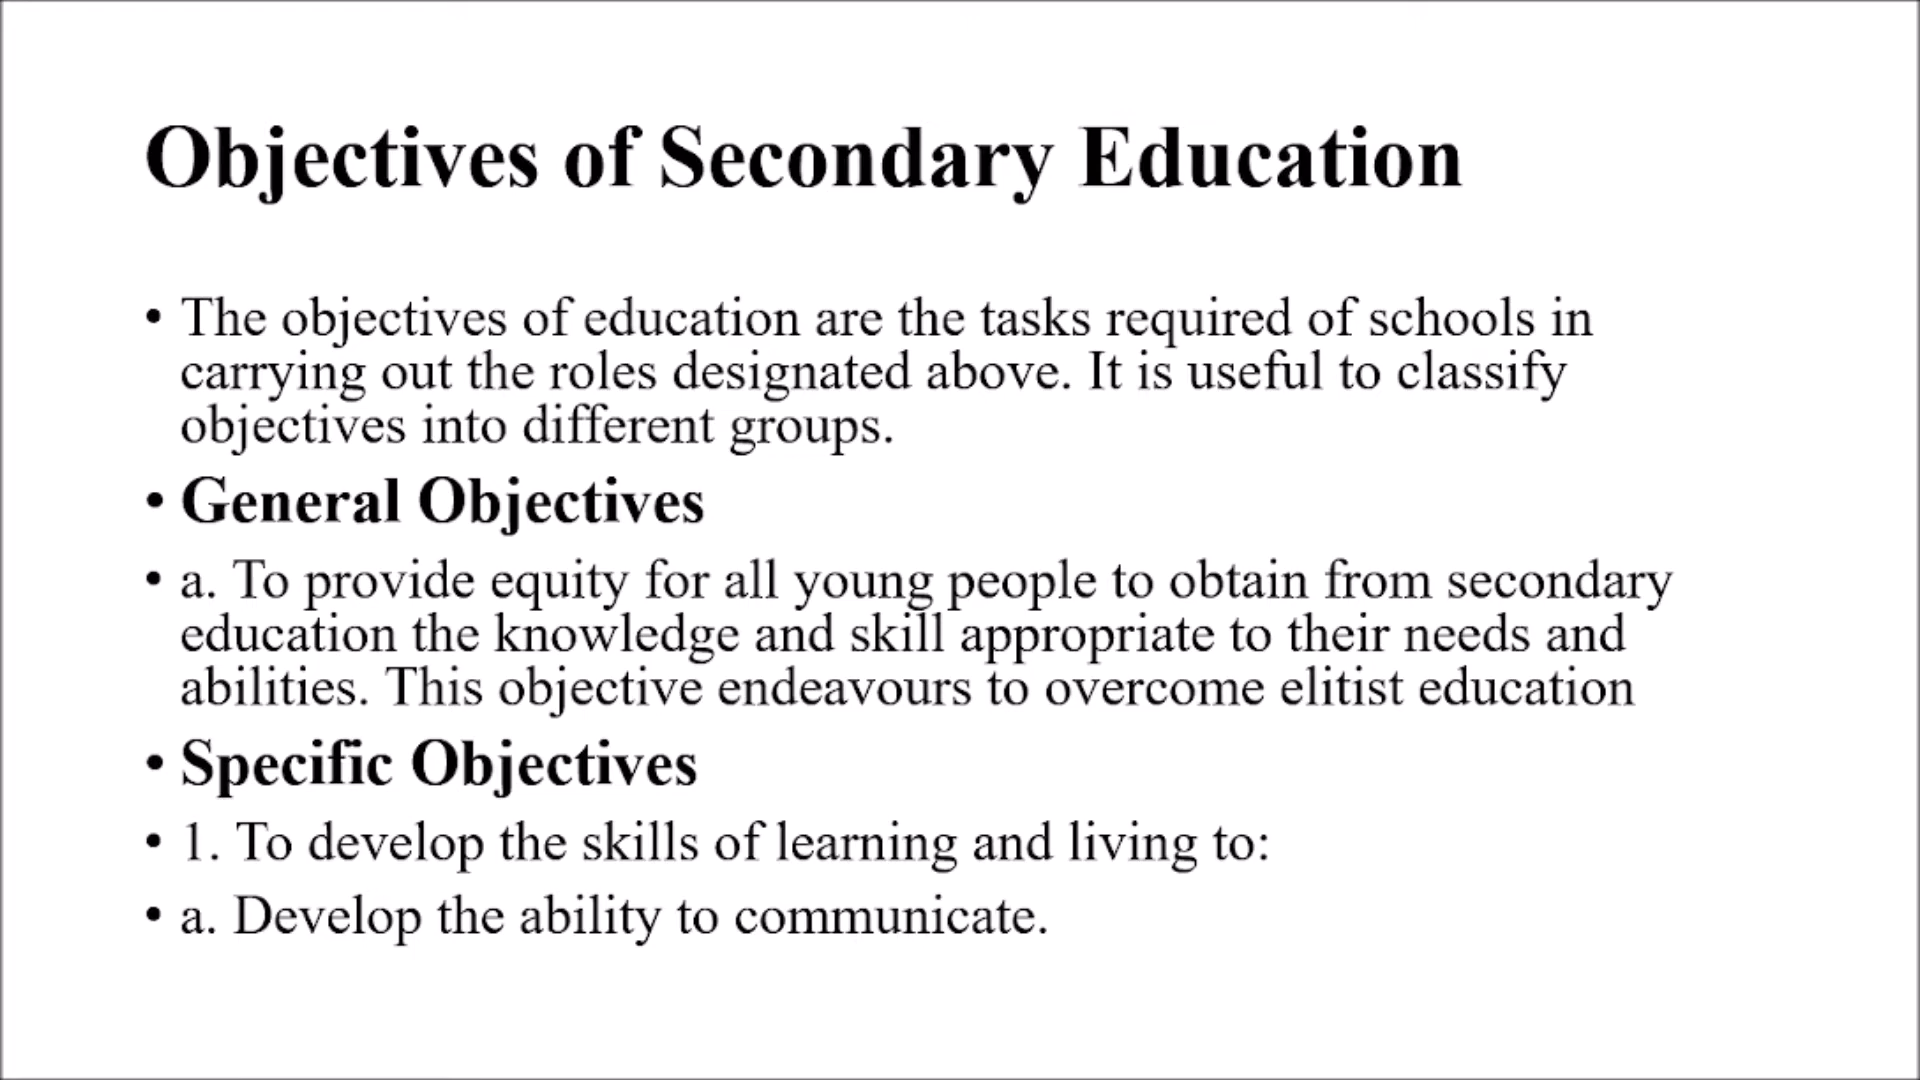 Objectives of Secondary Education
• The objectives of education are the tasks required of schools in
carrying out the roles designated above. It is useful to classify
objectives into different groups.
• General Objectives
• a. To provide equity for all young people to obtain from secondary
education the knowledge and skill appropriate to their needs and
abilities. This objective endeavours to overcome elitist education
• Specific Objectives
• 1. To develop the skills of learning and living to:
• a. Develop the ability to communicate.